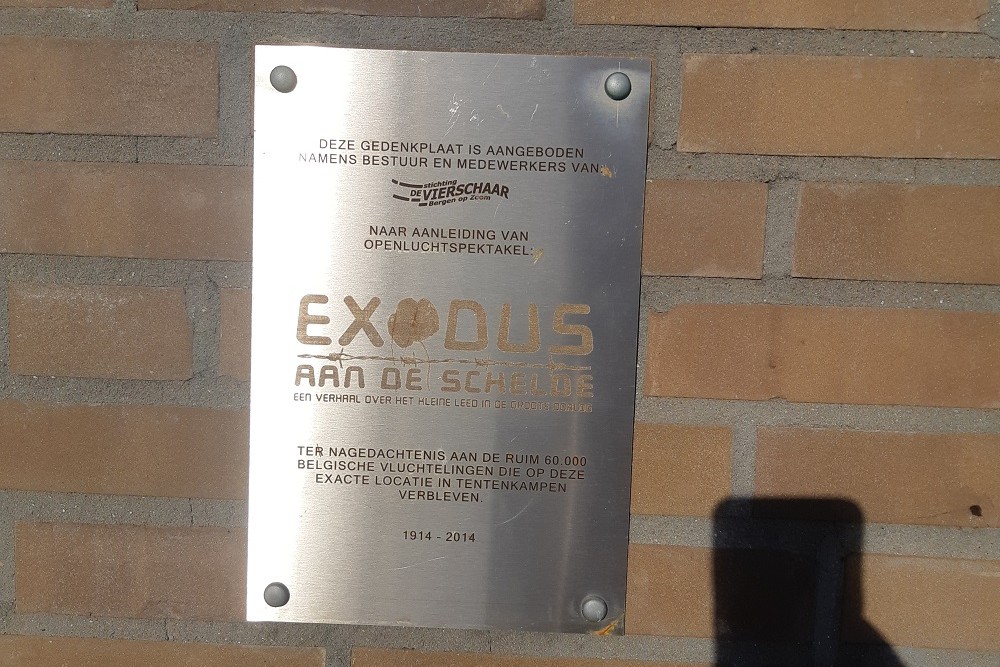 DEZE GEDENKPLAAT IS AANGEBODEN
NAMENS BESTUUR EN MEDEWERKERS VAN:
stichting
DE VIERSCHAAR
Bergen op Zoom
NAAR AANLEIDING VAN
OPENLUCHTSPEKTAKEL:
EXODUS
AAN DE SCHELDE
EEN VERHAAL OVER HET KLEINE LEED IN DE GROOTE OORLOG
TER NAGEDACHTENIS AAN DE RUIM 60.000
BELGISCHE VLUCHTELINGEN DIE OP DEZE
EXACTE LOCATIE IN TENTENKAMPEN
VERBLEVEN.
1914 - 2014